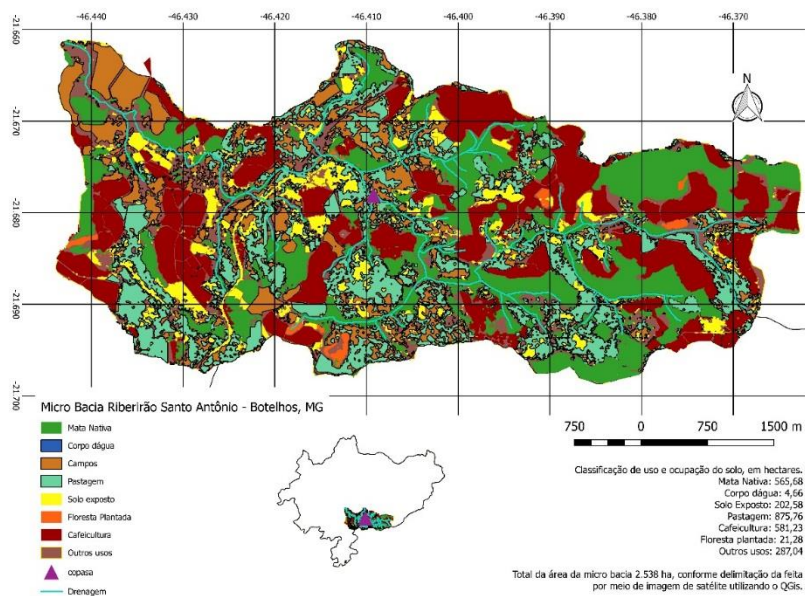 -46.440 -46.430 -46.420 -46.410 -46.400 -46.390 -46.380 -46.370
-21.660
-21.670
-21.680
-21.690
-21.700
Micro Bacia Riberirão Santo Antônio - Botelhos, MG
Mata Nativa
Corpo dágua
Campos
Pastagem
Solo exposto
Floresta Plantada
Cafeicultura
Outros usos
copasa
Drenagem
750 0 750 1500 m
Classificação de uso e ocupação do solo, em hectares.
Mata Nativa: 565,68
Corpo dágua: 4,66
Solo Exposto: 202,58
Pastagem: 875,76
Cafeicultura: 581,23
Floresta plantada: 21,28
Outros usos: 287,04
Total da área da micro bacia 2.538 ha, conforme delimitação da feita
por meio de imagem de satélite utilizando o QGis.